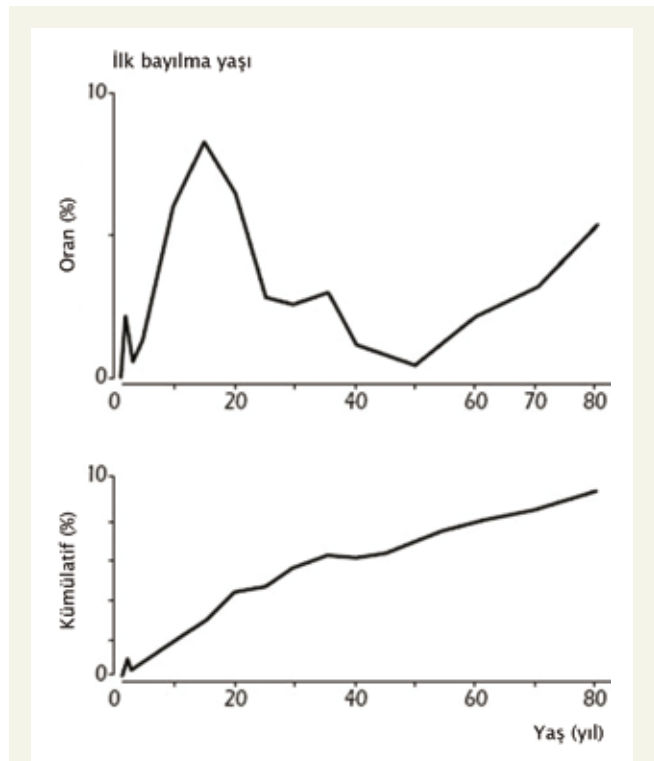 İlk bayılma yaşı
10
Oran (%)
0
0 20 40 60 70 80
10
Kümülatif (%)
0
0 20 40 60 80
Yaş (yıl)